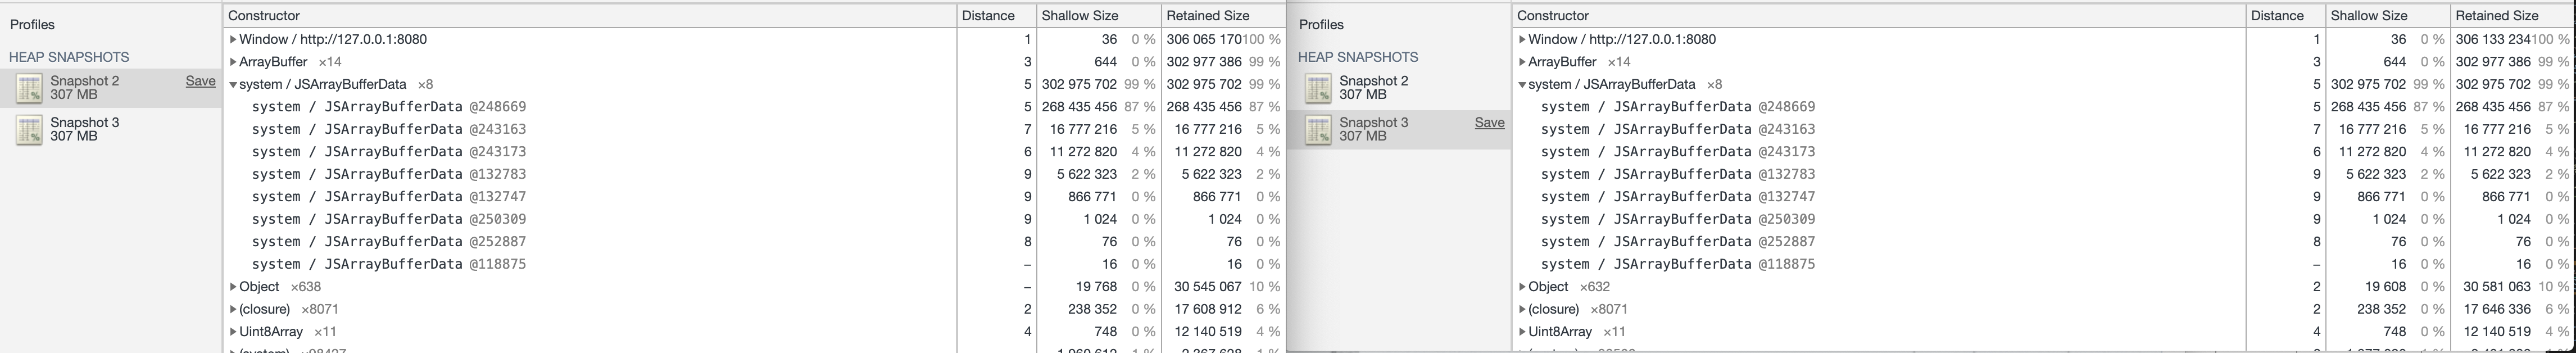 Profiles
HEAP SNAPSHOTS
Snapshot 2 Save
307 MB
Snapshot 3
307 MB
Constructor Distance Shallow Size Retained Size
Window / http://127.0.0.1:8080 1 36 0 % 306 065 170 100 %
ArrayBuffer ×14 3 644 0 % 302 977 386 99 %
system / JSArrayBufferData ×8 5 302 975 702 99 % 302 975 702 99 %
system / JSArrayBufferData @248669 5 268 435 456 87 % 268 435 456 87 %
system / JSArrayBufferData @243163 7 16 777 216 5 % 16 777 216 5 %
system / JSArrayBufferData @243173 6 11 272 820 4 % 11 272 820 4 %
system / JSArrayBufferData @132783 9 5 622 323 2 % 5 622 323 2 %
system / JSArrayBufferData @132747 9 866 771 0 % 866 771 0 %
system / JSArrayBufferData @250309 9 1 024 0 % 1 024 0 %
system / JSArrayBufferData @252887 8 76 0 % 76 0 %
system / JSArrayBufferData @118875 – 16 0 % 16 0 %
Object ×638 – 19 768 0 % 30 545 067 10 %
(closure) ×8071 2 238 352 0 % 17 608 912 6 %
Uint8Array ×11 4 748 0 % 12 140 519 4 %
Profiles
HEAP SNAPSHOTS
Snapshot 2
307 MB
Snapshot 3 Save
307 MB
Constructor Distance Shallow Size Retained Size
Window / http://127.0.0.1:8080 1 36 0 % 306 133 234 100 %
ArrayBuffer ×14 3 644 0 % 302 977 386 99 %
system / JSArrayBufferData ×8 5 302 975 702 99 % 302 975 702 99 %
system / JSArrayBufferData @248669 5 268 435 456 87 % 268 435 456 87 %
system / JSArrayBufferData @243163 7 16 777 216 5 % 16 777 216 5 %
system / JSArrayBufferData @243173 6 11 272 820 4 % 11 272 820 4 %
system / JSArrayBufferData @132783 9 5 622 323 2 % 5 622 323 2 %
system / JSArrayBufferData @132747 9 866 771 0 % 866 771 0 %
system / JSArrayBufferData @250309 9 1 024 0 % 1 024 0 %
system / JSArrayBufferData @252887 8 76 0 % 76 0 %
system / JSArrayBufferData @118875 – 16 0 % 16 0 %
Object ×632 2 19 608 0 % 30 581 063 10 %
(closure) ×8071 2 238 352 0 % 17 646 336 6 %
Uint8Array ×11 4 748 0 % 12 140 519 4 %